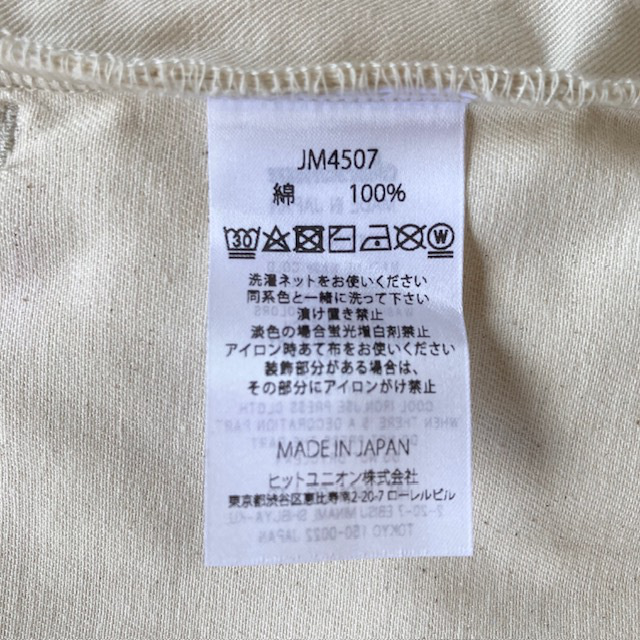 JM4507
綿 100%
30 W
洗濯ネットをお使いください
同系色と一緒に洗って下さい
漬け置き禁止
淡色の場合蛍光増白剤禁止
アイロン時あて布をお使いください
装飾部分がある場合は、
その部分にアイロンがけ禁止
MADE IN JAPAN
ヒットユニオン株式会社
東京都渋谷区恵比寿南2-20-7 ローレルビル